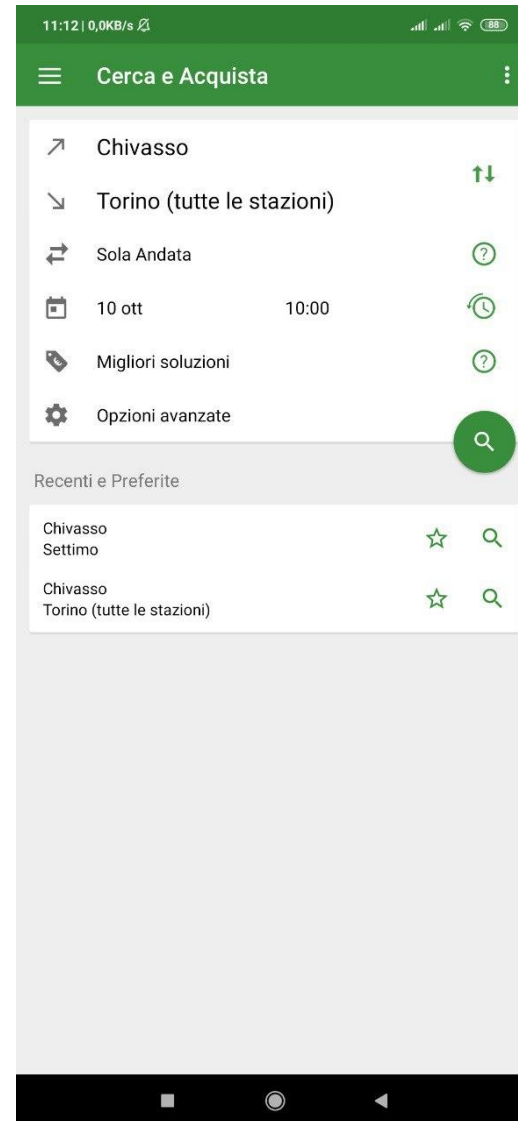 11:12 | 0,0KB/s 88
Cerca e Acquista
Chivasso
Torino (tutte le stazioni)
Sola Andata
10 ott 10:00
Migliori soluzioni
Opzioni avanzate
Recenti e Preferite
Chivasso
Settimo
Chivasso
Torino (tutte le stazioni)